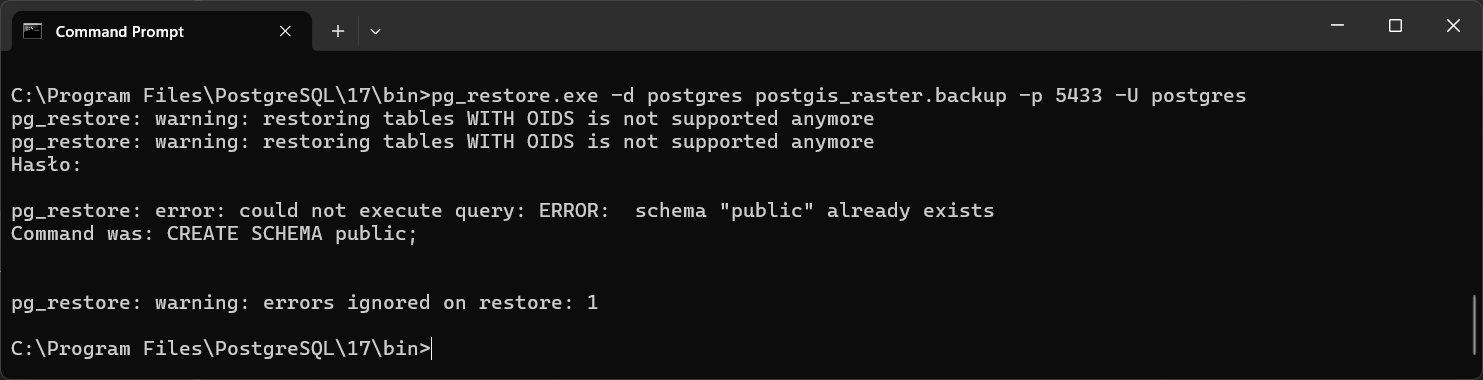 Command Prompt
C:\Program Files\PostgreSQL\17\bin>pg_restore.exe -d postgres postgis_raster.backup -p 5433 -U postgres
pg_restore: warning: restoring tables WITH OIDS is not supported anymore
pg_restore: warning: restoring tables WITH OIDS is not supported anymore
Hasło:
pg_restore: error: could not execute query: ERROR:  schema "public" already exists
Command was: CREATE SCHEMA public;
pg_restore: warning: errors ignored on restore: 1
C:\Program Files\PostgreSQL\17\bin>